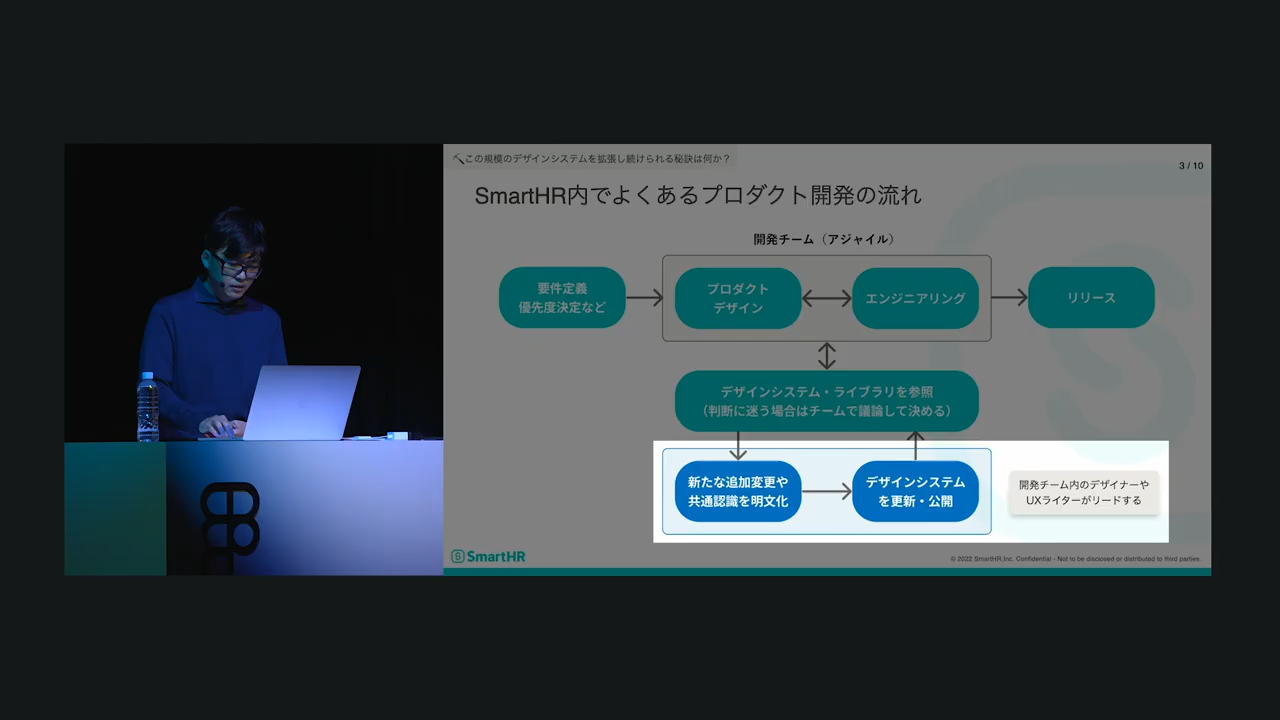 この規模のデザインシステムを拡張し続けられる秘訣は何か？
3 / 10
SmartHR内でよくあるプロダクト開発の流れ
開発チーム（アジャイル）
要件定義
優先度決定など
プロダクト
デザイン
エンジニアリング
リリース
デザインシステム・ライブラリを参照
（判断に迷う場合はチームで議論して決める）
新たな追加変更や
共通認識を明文化
デザインシステム
を更新・公開
開発チーム内のデザイナーや
UXライターがリードする
SmartHR
© 2022 SmartHR,Inc. Confidential - Not to be disclosed or distributed to third parties.